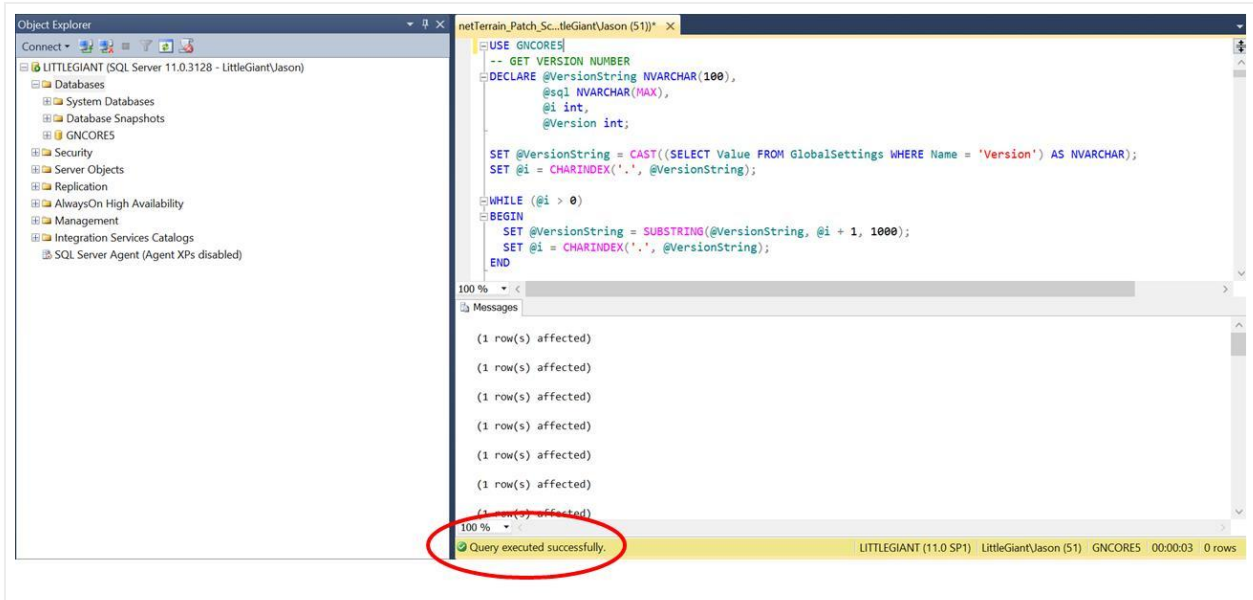 Object Explorer
Connect
LITTLEGIANT (SQL Server 11.0.3128 - LittleGiant\Jason)
Databases
System Databases
Database Snapshots
GNCORE5
Security
Server Objects
Replication
AlwaysOn High Availability
Management
Integration Services Catalogs
SQL Server Agent (Agent XPs disabled)
netTerrain_Patch_Sc...tleGiant\Jason (51))*
USE GNCORE5
-- GET VERSION NUMBER
DECLARE @VersionString NVARCHAR(100),
@sql NVARCHAR(MAX),
@i int,
@Version int;
SET @VersionString = CAST((SELECT Value FROM GlobalSettings WHERE Name = 'Version') AS NVARCHAR);
SET @i = CHARINDEX('.', @VersionString);
WHILE (@i > 0)
BEGIN
SET @VersionString = SUBSTRING(@VersionString, @i + 1, 1000);
SET @i = CHARINDEX('.', @VersionString);
END
100 %
Messages
(1 row(s) affected)
(1 row(s) affected)
(1 row(s) affected)
(1 row(s) affected)
(1 row(s) affected)
(1 row(s) affected)
(1 row(s) affected)
100 %
Query executed successfully.
LITTLEGIANT (11.0 SP1) LittleGiant\Jason (51) GNCORE5 00:00:03 0 rows